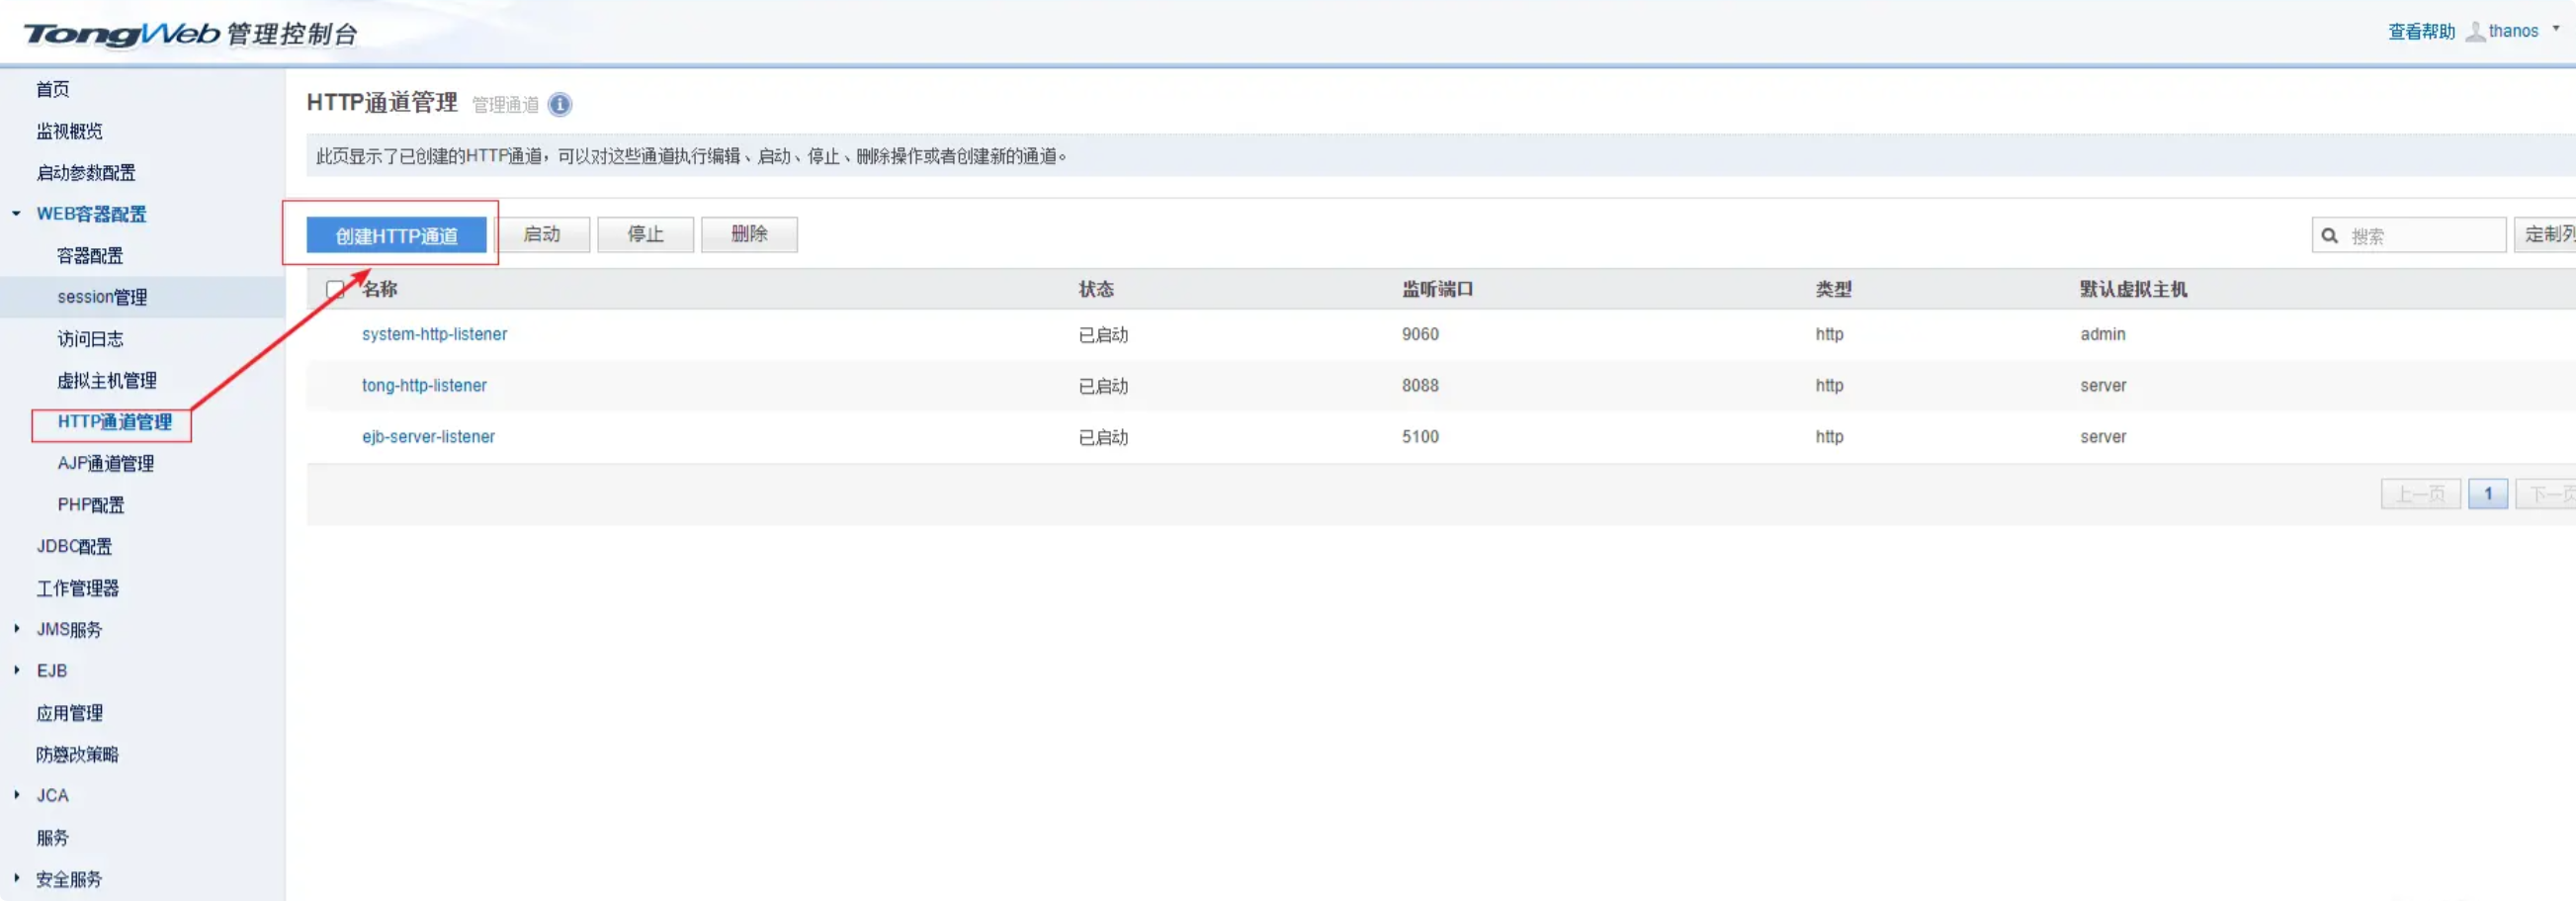 TongWeb 管理控制台
查看帮助 thanos
首页
监视概览
启动参数配置
WEB容器配置
容器配置
session管理
访问日志
虚拟主机管理
HTTP通道管理
AJP通道管理
PHP配置
JDBC配置
工作管理器
JMS服务
EJB
应用管理
防篡改策略
JCA
服务
安全服务
HTTP通道管理 管理通道
此页显示了已创建的HTTP通道，可以对这些通道执行编辑、启动、停止、删除操作或者创建新的通道。
创建HTTP通道 启动 停止 删除 搜索 定制列
名称 状态 监听端口 类型 默认虚拟主机
system-http-listener 已启动 9060 http admin
tong-http-listener 已启动 8088 http server
ejb-server-listener 已启动 5100 http server
上一页 1 下一页